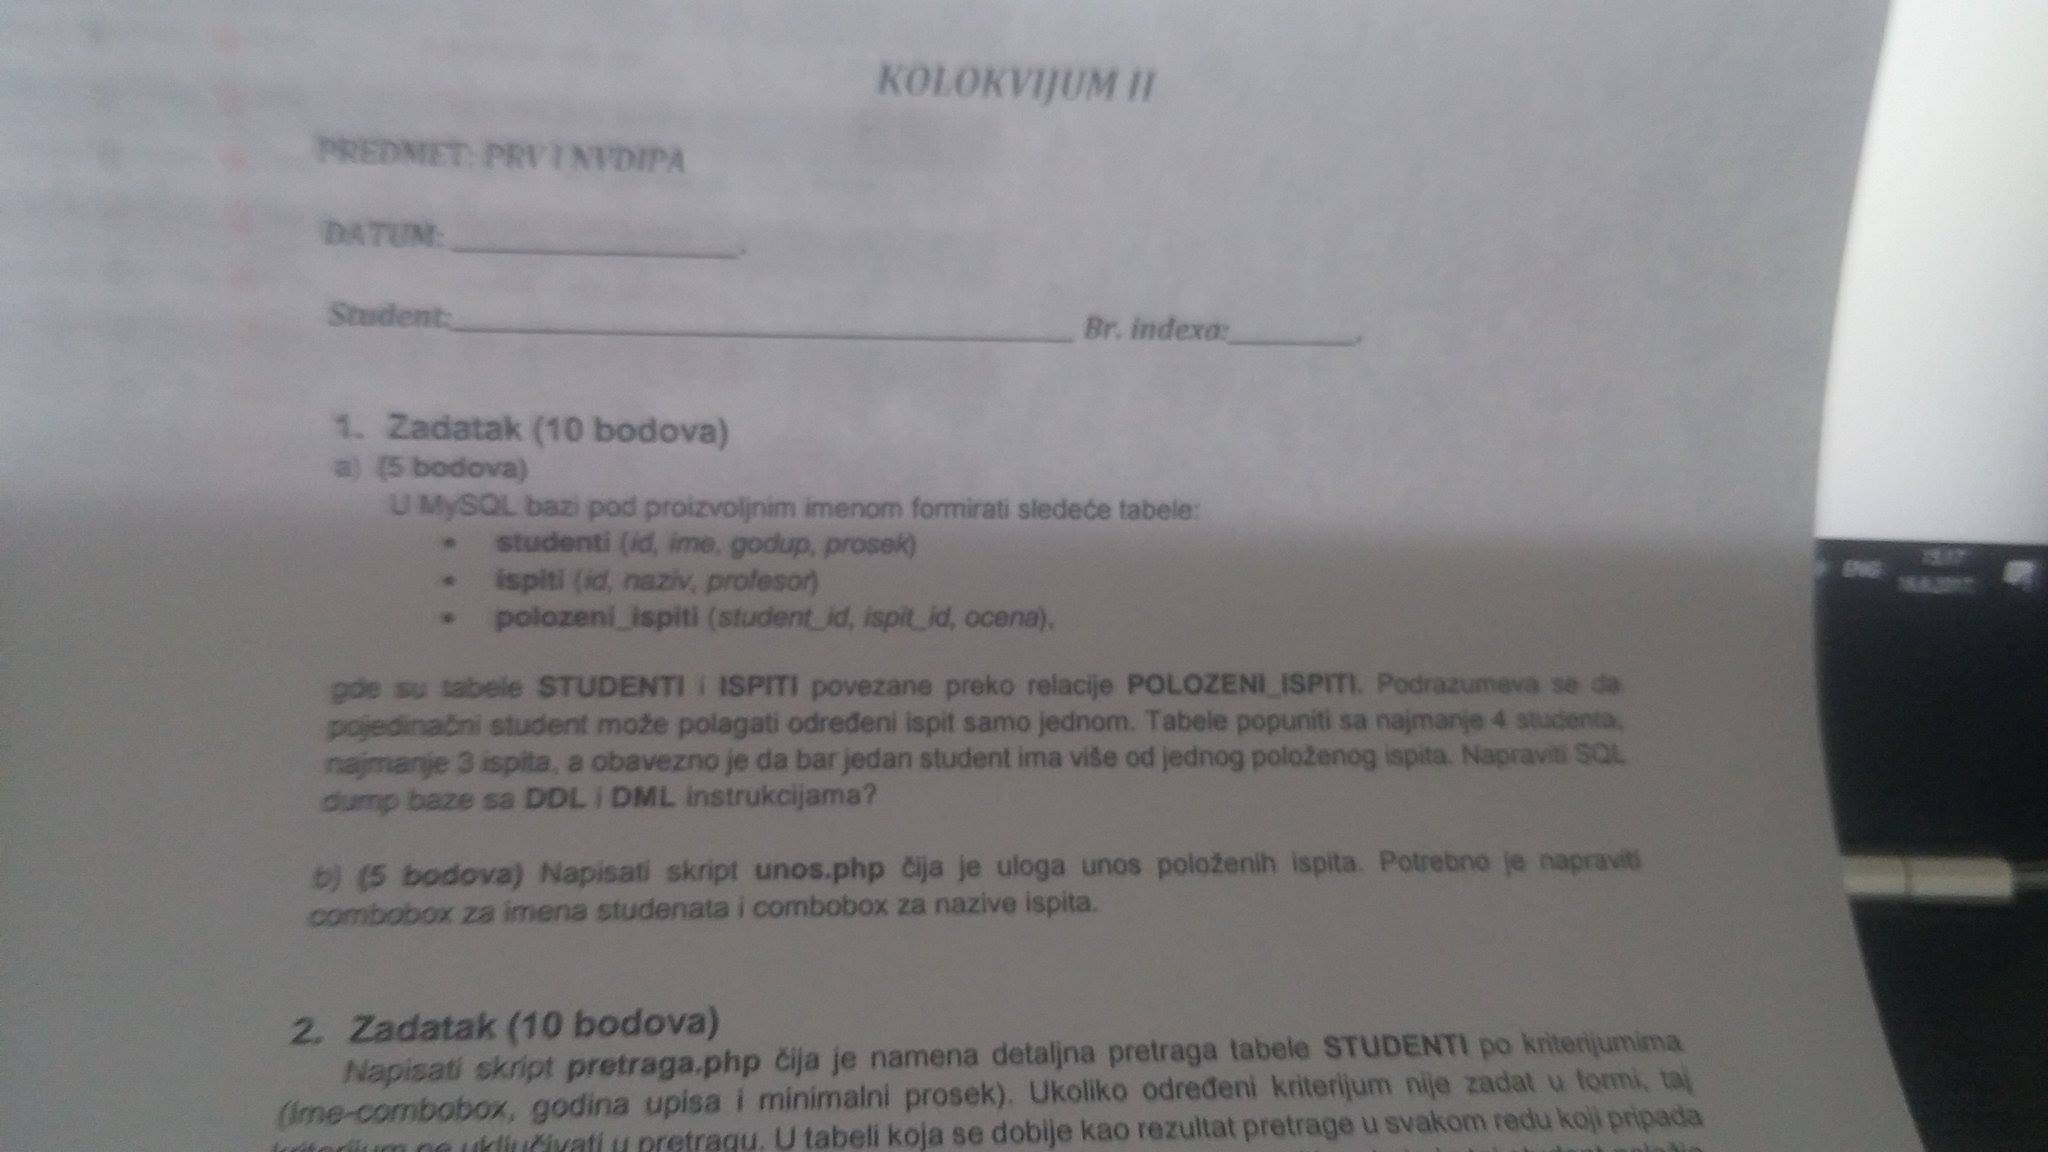 KOLOKVIJUM II
PREDMET: PRV I NVDIPA
DATUM:____________________.
Student:___________________________________________ Br. indexa:_________.
1. Zadatak (10 bodova)
a) (5 bodova)
U MySQL bazi pod proizvoljnim imenom formirati sledeće tabele:
• studenti (id, ime, godup, prosek)
• ispiti (id, naziv, profesor)
• polozeni_ispiti (student_id, ispit_id, ocena),
gde su tabele STUDENTI i ISPITI povezane preko relacije POLOZENI_ISPITI. Podrazumeva se da
pojedinačni student može polagati određeni ispit samo jednom. Tabele popuniti sa najmanje 4 studenta,
najmanje 3 ispita, a obavezno je da bar jedan student ima više od jednog položenog ispita. Napraviti SQL
dump baze sa DDL i DML instrukcijama?
b) (5 bodova) Napisati skript unos.php čija je uloga unos položenih ispita. Potrebno je napraviti
combobox za imena studenata i combobox za nazive ispita.
2. Zadatak (10 bodova)
Napisati skript pretraga.php čija je namena detaljna pretraga tabele STUDENTI po kriterijumima
(ime-combobox, godina upisa i minimalni prosek). Ukoliko određeni kriterijum nije zadat u formi, taj
kriterijum ne uključivati u pretragu. U tabeli koja se dobije kao rezultat pretrage u svakom redu koji pripada
ENG